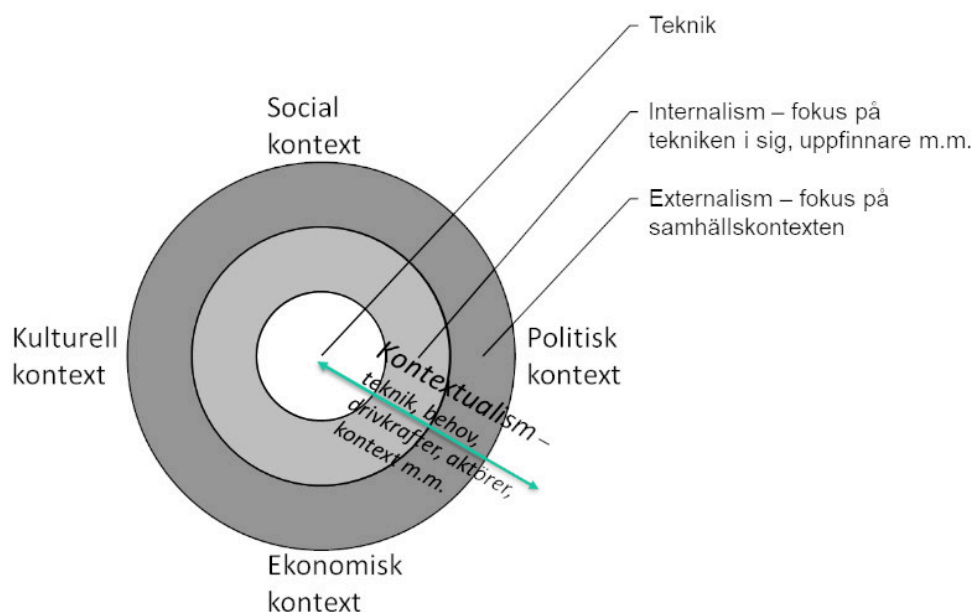 Teknik
Internalism – fokus på
tekniken i sig, uppfinnare m.m.
Externalism – fokus på
samhällskontexten
Social
kontext
Kulturell
kontext
Politisk
kontext
Kontextualism –
teknik, behov,
drivkrafter, aktörer,
kontext m.m.
Ekonomisk
kontext